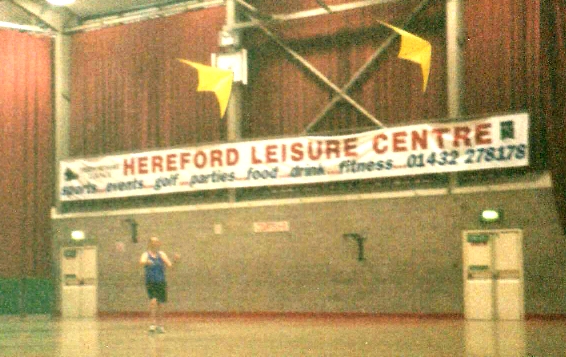 HEREFORD LEISURE CENTRE
sports...events...golf...parties...food...drink...fitness...01432 278178